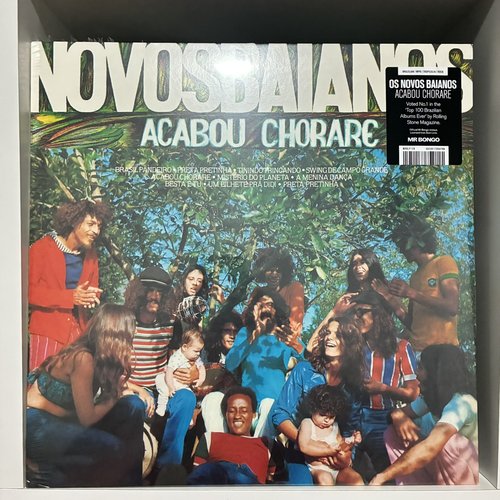 NOVOSBAIANOS
ACABOU CHORARE
BRASIL PANDEIRO • PRETA PRETINHA • TININDO TRINCANDO • SWING DE CAMPO GRANDE
ACABOU CHORARE • MISTÉRIO DO PLANETA • A MENINA DANÇA
BESTA É TU • UM BILHETE PRA DIDI • PRETA PRETINHA
OS NOVOS BAIANOS
ACABOU CHORARE
Voted No.1 in the
'Top 100 Brazilian
Albums Ever' by Rolling
Stone Magazine.
MR BONGO